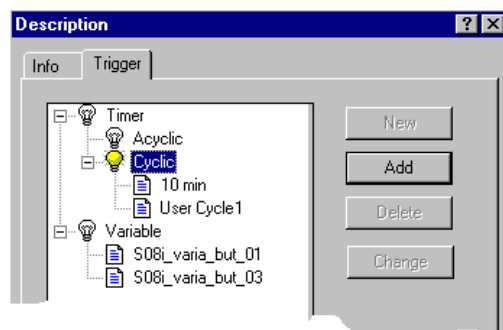 Description
Info
Trigger
Timer
Acyclic
Cyclic
10 min
User Cycle1
Variable
S08i_varia_but_01
S08i_varia_but_03
New
Add
Delete
Change